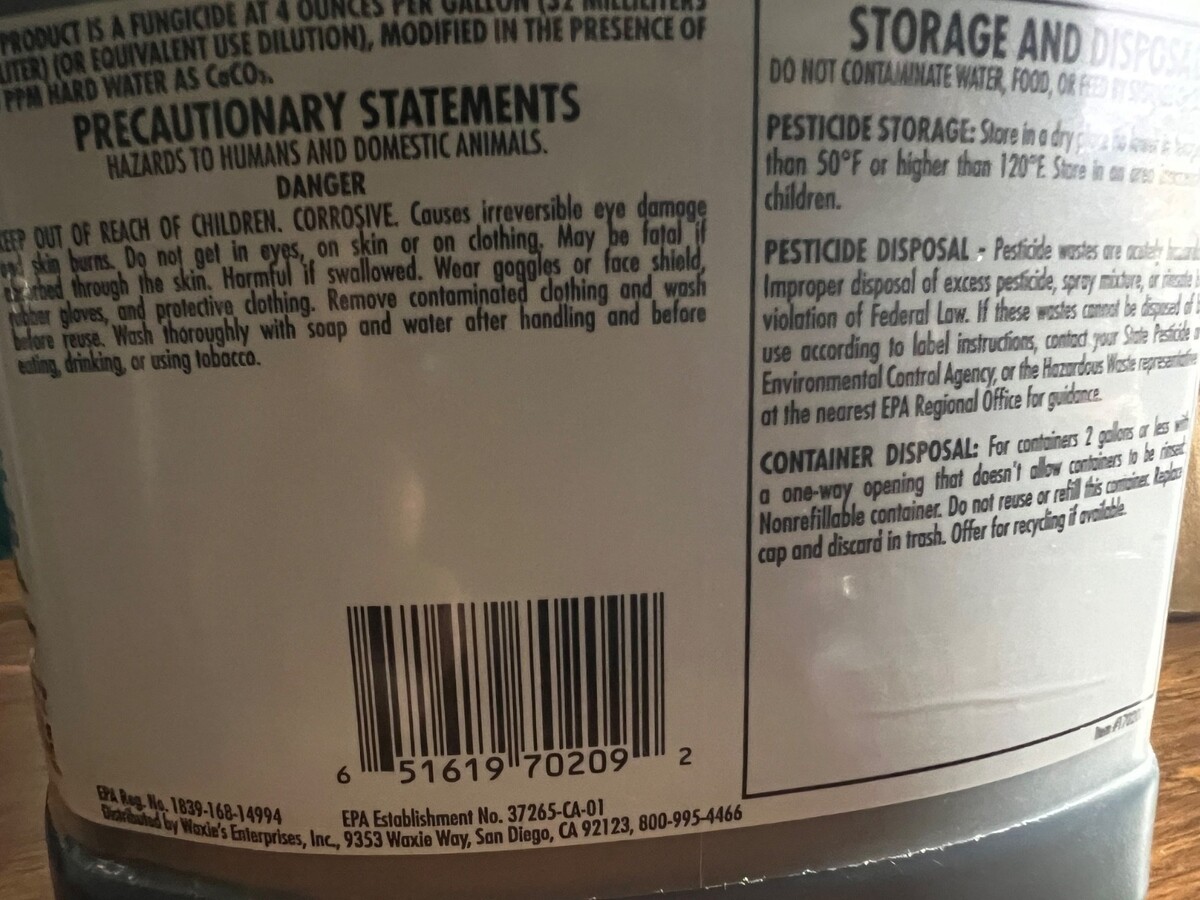 PRODUCT IS A FUNGICIDE AT 4 OUNCES PER GALLON (32 MILLILITERS
LITER) (OR EQUIVALENT USE DILUTION), MODIFIED IN THE PRESENCE OF
PPM HARD WATER AS CaCO₃.
PRECAUTIONARY STATEMENTS
HAZARDS TO HUMANS AND DOMESTIC ANIMALS.
DANGER
KEEP OUT OF REACH OF CHILDREN. CORROSIVE. Causes irreversible eye damage
and skin burns. Do not get in eyes, on skin or on clothing. May be fatal if
absorbed through the skin. Harmful if swallowed. Wear goggles or face shield,
rubber gloves, and protective clothing. Remove contaminated clothing and wash
before reuse. Wash thoroughly with soap and water after handling and before
eating, drinking, or using tobacco.
6 51619 70209 2
EPA Reg. No. 1839-168-14994 EPA Establishment No. 37265-CA-01
Distributed by Waxie's Enterprises, Inc., 9353 Waxie Way, San Diego, CA 92123, 800-995-4466
STORAGE AND DISPOSAL
DO NOT CONTAMINATE WATER, FOOD, OR FEED BY
PESTICIDE STORAGE: Store in a dry place no lower in
than 50°F or higher than 120°F. Store in an area
children.
PESTICIDE DISPOSAL - Pesticide wastes are acutely
Improper disposal of excess pesticide, spray mixture, or rinsate
violation of Federal Law. If these wastes cannot be disposed of
use according to label instructions, contact your State Pesticide
Environmental Control Agency, or the Hazardous Waste representative
at the nearest EPA Regional Office for guidance.
CONTAINER DISPOSAL: For containers 2 gallons or less with
a one-way opening that doesn't allow containers to be rinsed:
Nonrefillable container. Do not reuse or refill this container. Replace
cap and discard in trash. Offer for recycling if available.